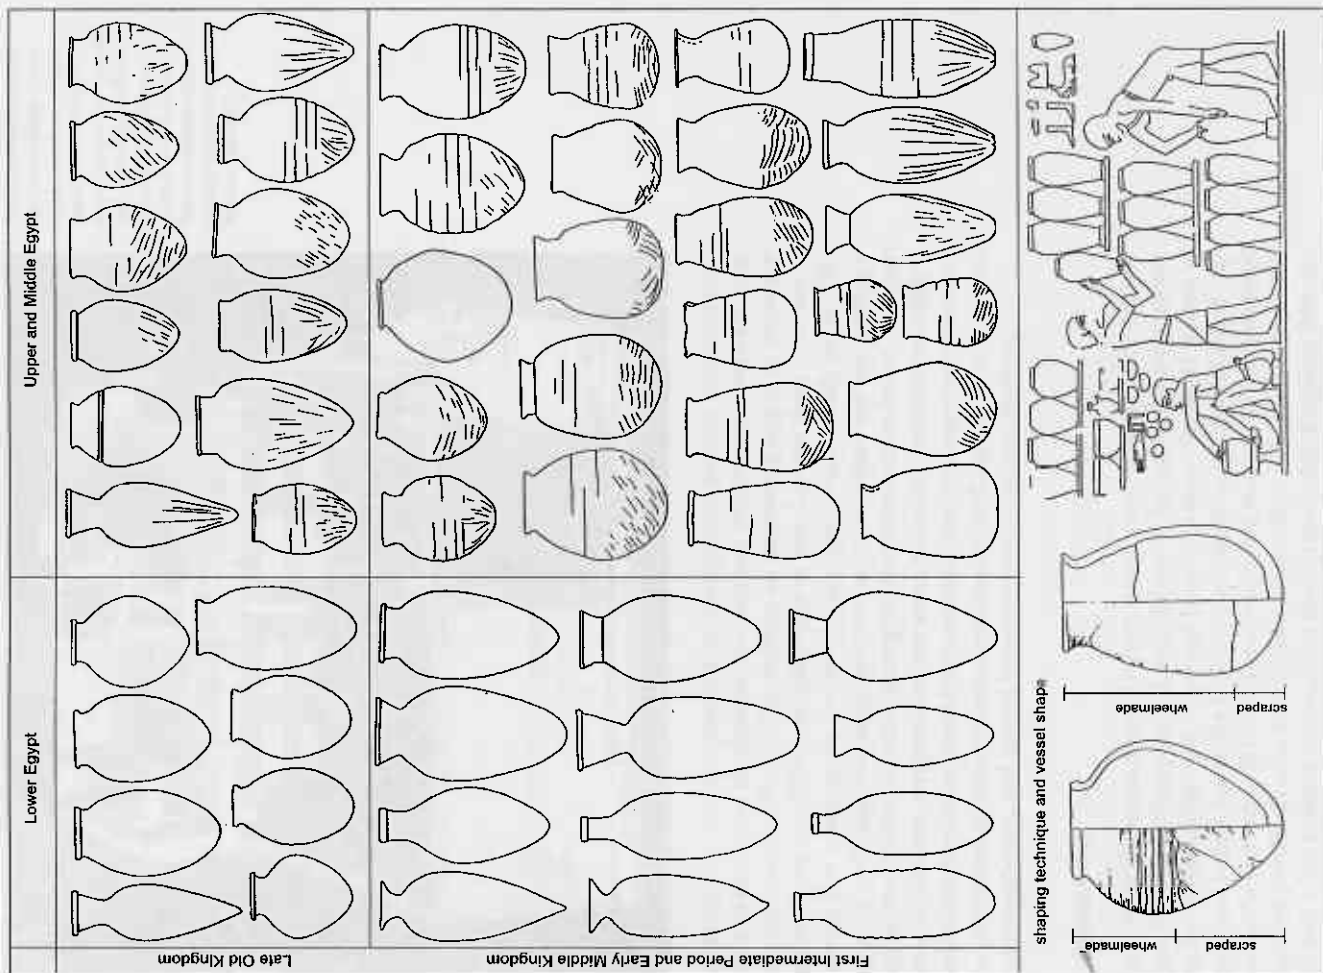 Lower Egypt
Upper and Middle Egypt
Late Old Kingdom
First Intermediate Period and Early Middle Kingdom
shaping technique and vessel shape
wheelmade
scraped
wheelmade
scraped